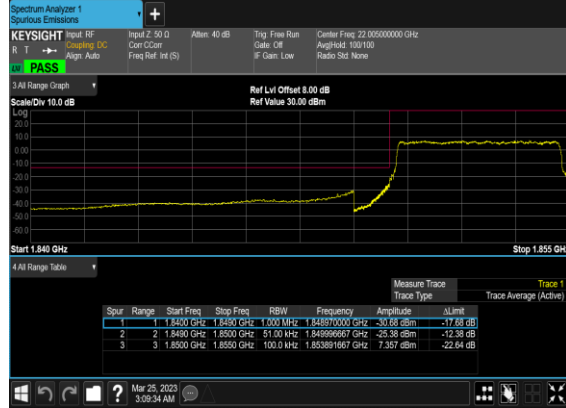 Spectrum Analyzer 1
Spurious Emissions
KEYSIGHT Input: RF Input Z: 50 Ω Atten: 40 dB Trig: Free Run Center Freq: 22.005000000 GHz
R T Coupling: DC Corr CCorr Gate: Off Avg|Hold: 100/100
Align: Auto Freq Ref: Int (S) IF Gain: Low Radio Std: None
PASS
3 All Range Graph
Ref Lvl Offset 8.00 dB
Scale/Div 10.0 dB Ref Value 30.00 dBm
Log
20.0
10.0
0.00
-10.0
-20.0
-30.0
-40.0
-50.0
-60.0
Start 1.840 GHz Stop 1.855 GH
4 All Range Table
Measure Trace Trace 1
Trace Type Trace Average (Active)
Spur Range Start Freq Stop Freq RBW Frequency Amplitude ΔLimit
1 1 1.8400 GHz 1.8490 GHz 1.000 MHz 1.848970000 GHz -30.68 dBm -17.68 dB
2 2 1.8490 GHz 1.8500 GHz 51.00 kHz 1.849996667 GHz -25.38 dBm -12.38 dB
3 3 1.8500 GHz 1.8550 GHz 100.0 kHz 1.853891667 GHz 7.357 dBm -22.64 dB
Mar 25, 2023
3:09:34 AM